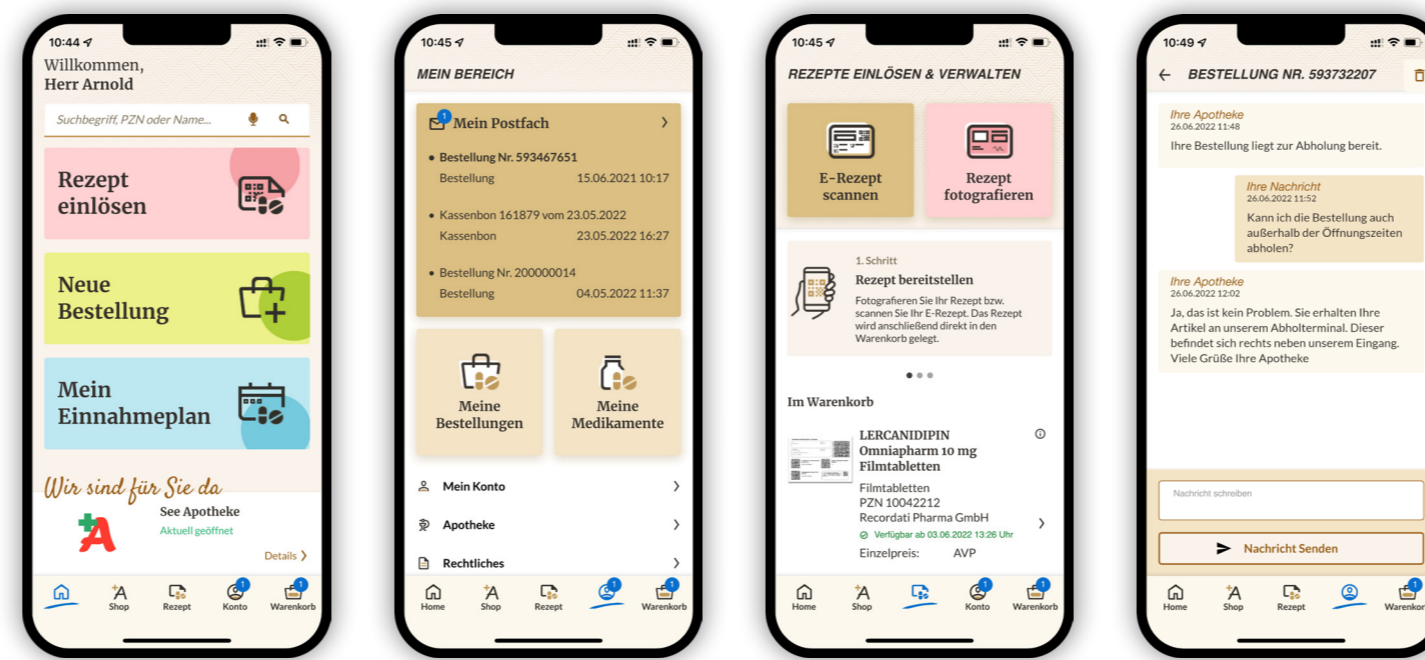 10:44
Willkommen,
Herr Arnold
Suchbegriff, PZN oder Name...
Rezept
einlösen
Neue
Bestellung
Mein
Einnahmeplan
Wir sind für Sie da
See Apotheke
Aktuell geöffnet
Details
Shop
Rezept
1
Konto
1
Warenkorb
10:45
MEIN BEREICH
1
Mein Postfach
• Bestellung Nr. 593467651
Bestellung 15.06.2021 10:17
• Kassenbon 161879 vom 23.05.2022
Kassenbon 23.05.2022 16:27
• Bestellung Nr. 200000014
Bestellung 04.05.2022 11:37
Meine
Bestellungen
Meine
Medikamente
Mein Konto
Apotheke
Rechtliches
Home
Shop
Rezept
1
1
Warenkorb
10:45
REZEPTE EINLÖSEN & VERWALTEN
E-Rezept
scannen
Rezept
fotografieren
1. Schritt
Rezept bereitstellen
Fotografieren Sie Ihr Rezept bzw.
scannen Sie Ihr E-Rezept. Das Rezept
wird anschließend direkt in den
Warenkorb gelegt.
Im Warenkorb
LERCANIDIPIN
Omniapharm 10 mg
Filmtabletten
Filmtabletten
PZN 10042212
Recordati Pharma GmbH
Verfügbar ab 03.06.2022 13:26 Uhr
Einzelpreis: AVP
Home
Shop
1
Konto
1
Warenkorb
10:49
BESTELLUNG NR. 593732207
Ihre Apotheke
26.06.2022 11:48
Ihre Bestellung liegt zur Abholung bereit.
Ihre Nachricht
26.06.2022 11:52
Kann ich die Bestellung auch
außerhalb der Öffnungszeiten
abholen?
Ihre Apotheke
26.06.2022 12:02
Ja, das ist kein Problem. Sie erhalten Ihre
Artikel an unserem Abholterminal. Dieser
befindet sich rechts neben unserem Eingang.
Viele Grüße Ihre Apotheke
Nachricht schreiben
Nachricht Senden
Home
Shop
Rezept
1
1
Warenkor